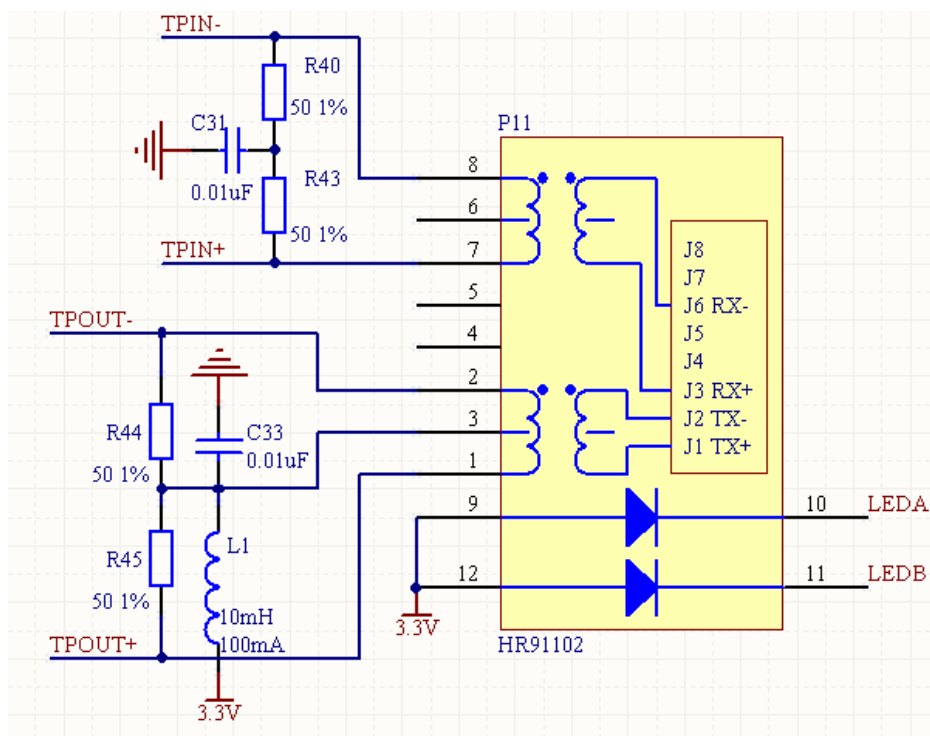 TPIN-
R40
50 1%
C31
0.01uF
R43
50 1%
TPIN+
P11
8
6
7
5
4
2
3
1
9
12
J8
J7
J6 RX-
J5
J4
J3 RX+
J2 TX-
J1 TX+
10
LEDA
11
LEDB
3.3V
HR91102
TPOUT-
R44
50 1%
C33
0.01uF
R45
50 1%
L1
10mH
100mA
TPOUT+
3.3V